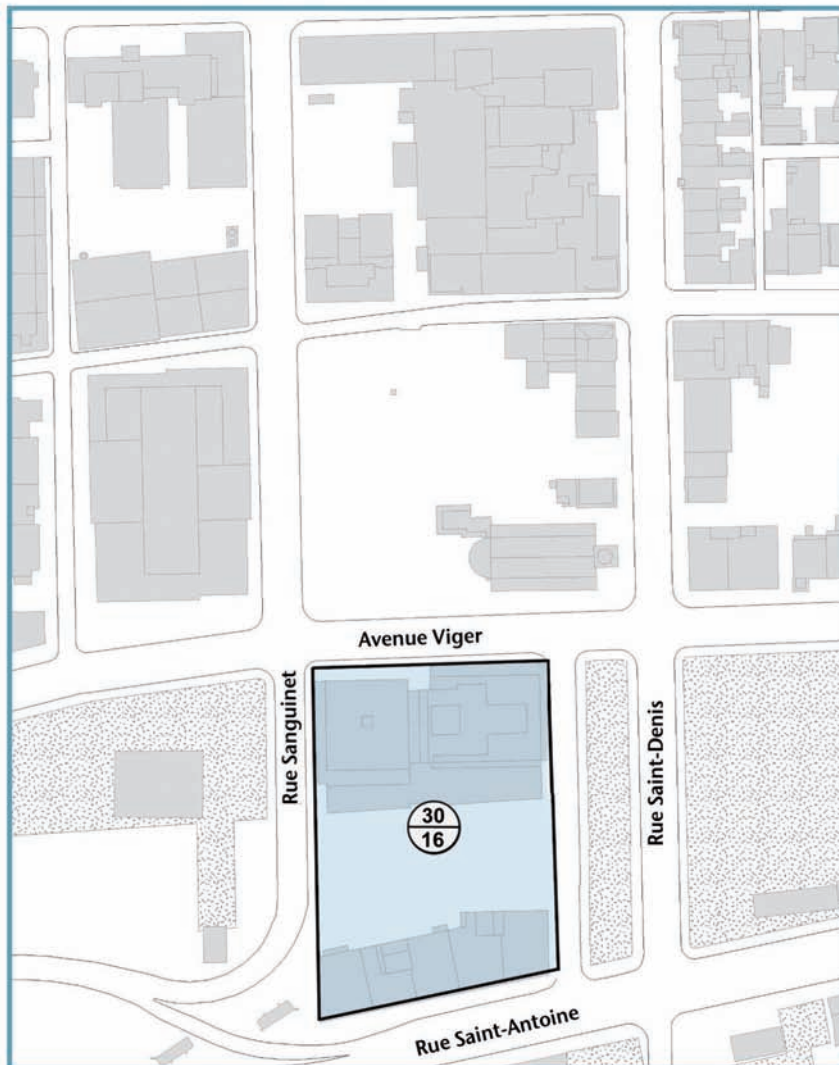 Avenue Viger
Rue Sanguinet
Rue Saint-Denis
30
16
Rue Saint-Antoine